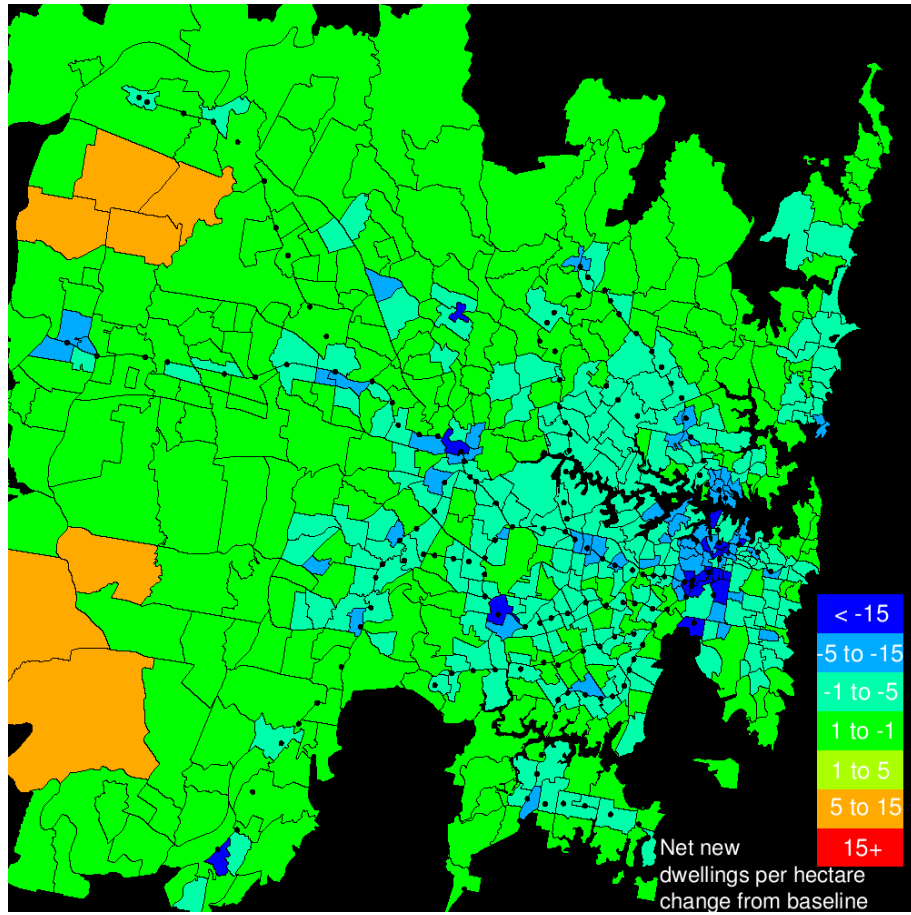 < -15
-5 to -15
-1 to -5
1 to -1
1 to 5
5 to 15
15+
Net new
dwellings per hectare
change from baseline